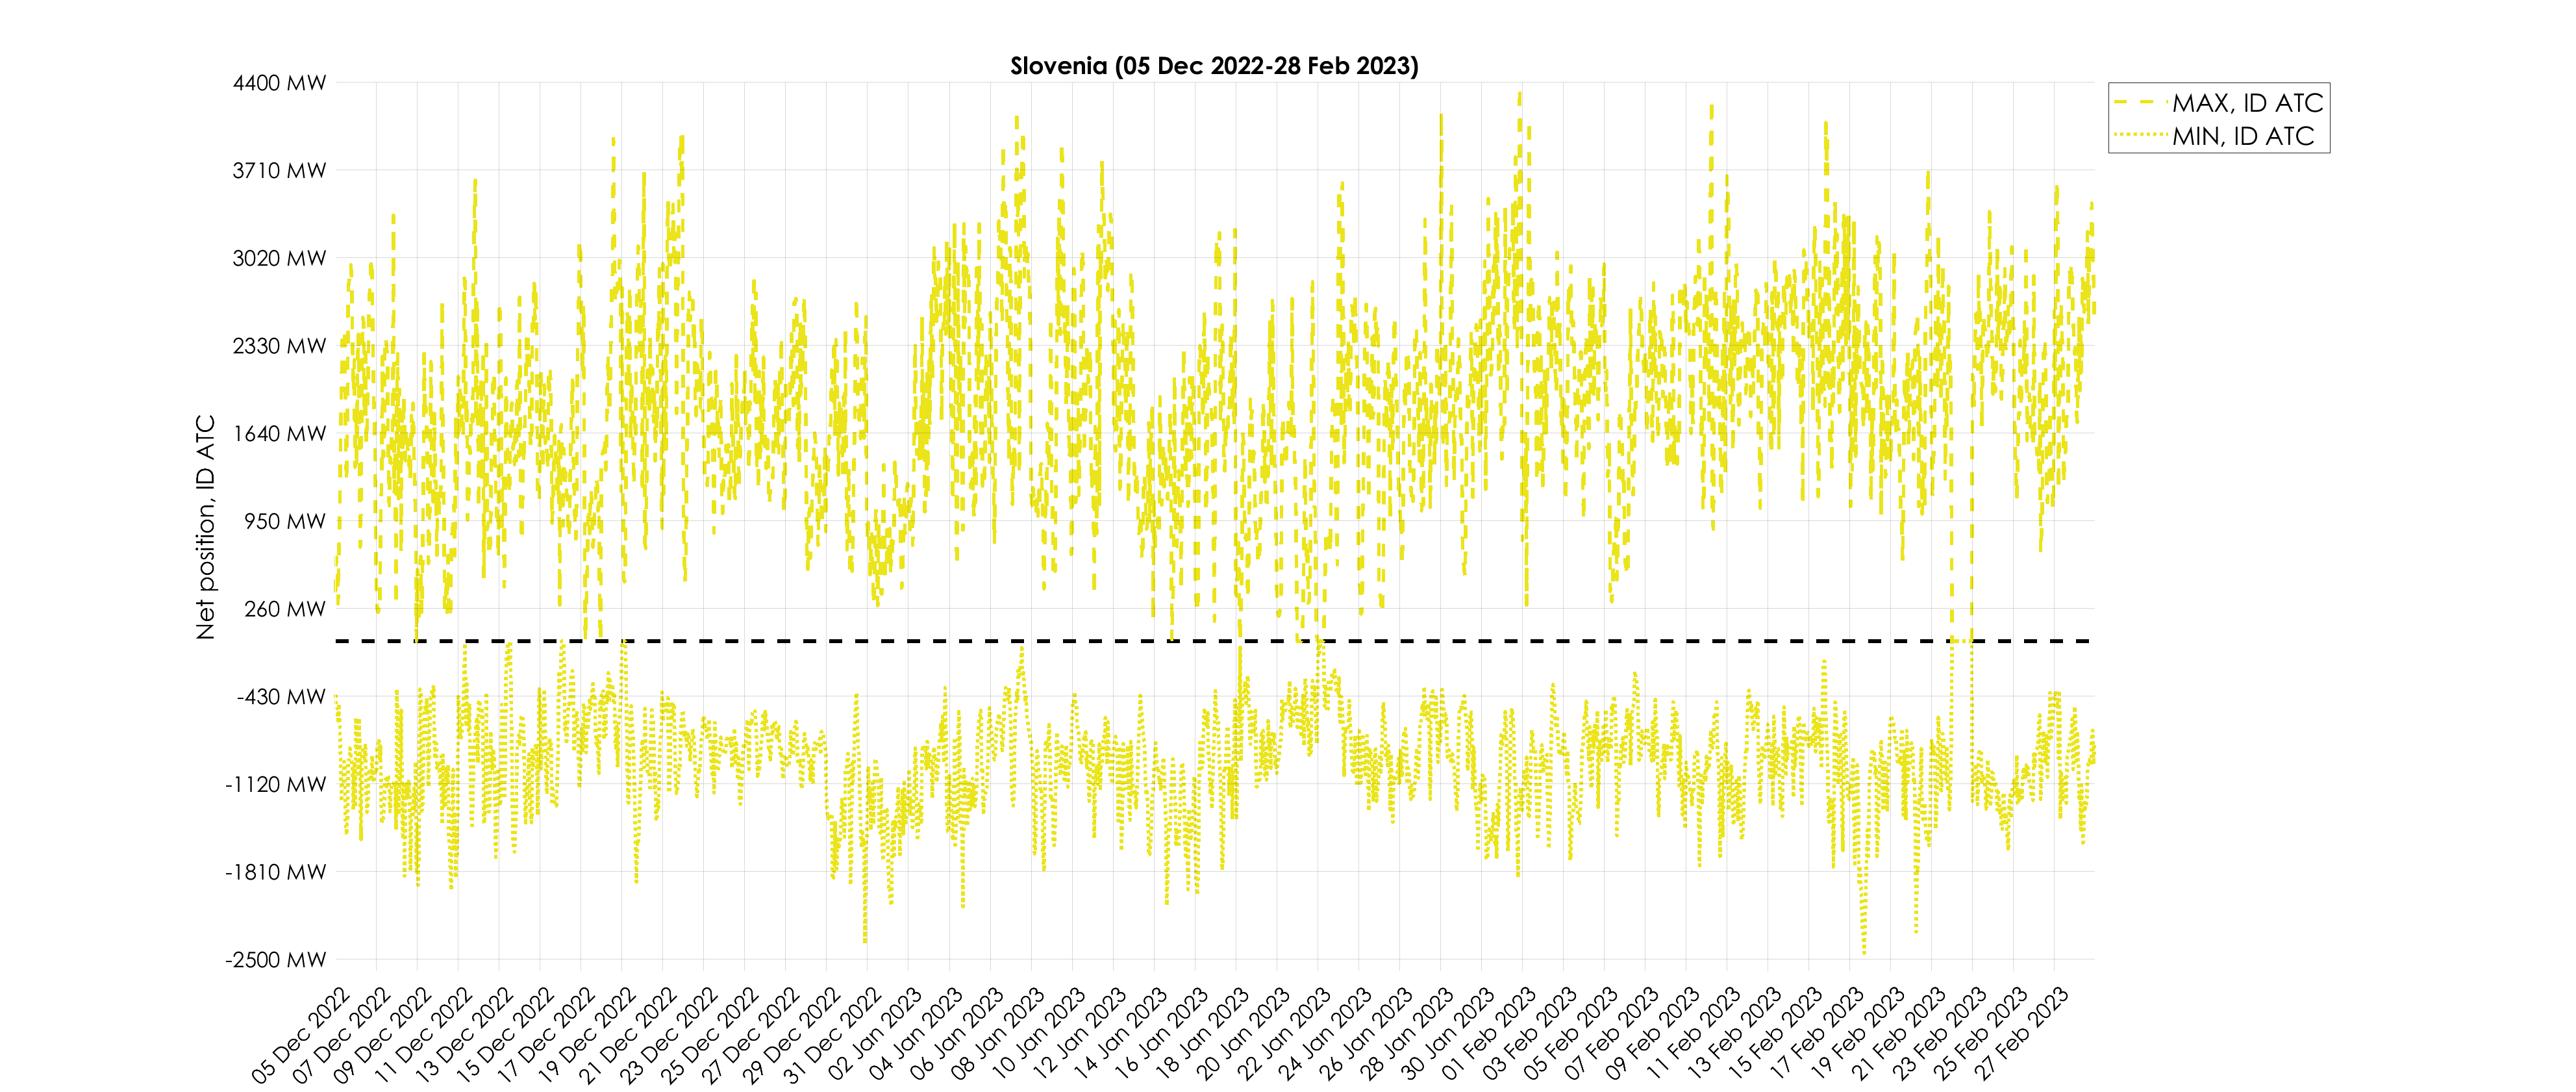 Slovenia (05 Dec 2022-28 Feb 2023)
4400 MW
3710 MW
3020 MW
2330 MW
1640 MW
950 MW
260 MW
-430 MW
-1120 MW
-1810 MW
-2500 MW
Net position, ID ATC
MAX, ID ATC
MIN, ID ATC
05 Dec 2022
07 Dec 2022
09 Dec 2022
11 Dec 2022
13 Dec 2022
15 Dec 2022
17 Dec 2022
19 Dec 2022
21 Dec 2022
23 Dec 2022
25 Dec 2022
27 Dec 2022
29 Dec 2022
31 Dec 2022
02 Jan 2023
04 Jan 2023
06 Jan 2023
08 Jan 2023
10 Jan 2023
12 Jan 2023
14 Jan 2023
16 Jan 2023
18 Jan 2023
20 Jan 2023
22 Jan 2023
24 Jan 2023
26 Jan 2023
28 Jan 2023
30 Jan 2023
01 Feb 2023
03 Feb 2023
05 Feb 2023
07 Feb 2023
09 Feb 2023
11 Feb 2023
13 Feb 2023
15 Feb 2023
17 Feb 2023
19 Feb 2023
21 Feb 2023
23 Feb 2023
25 Feb 2023
27 Feb 2023